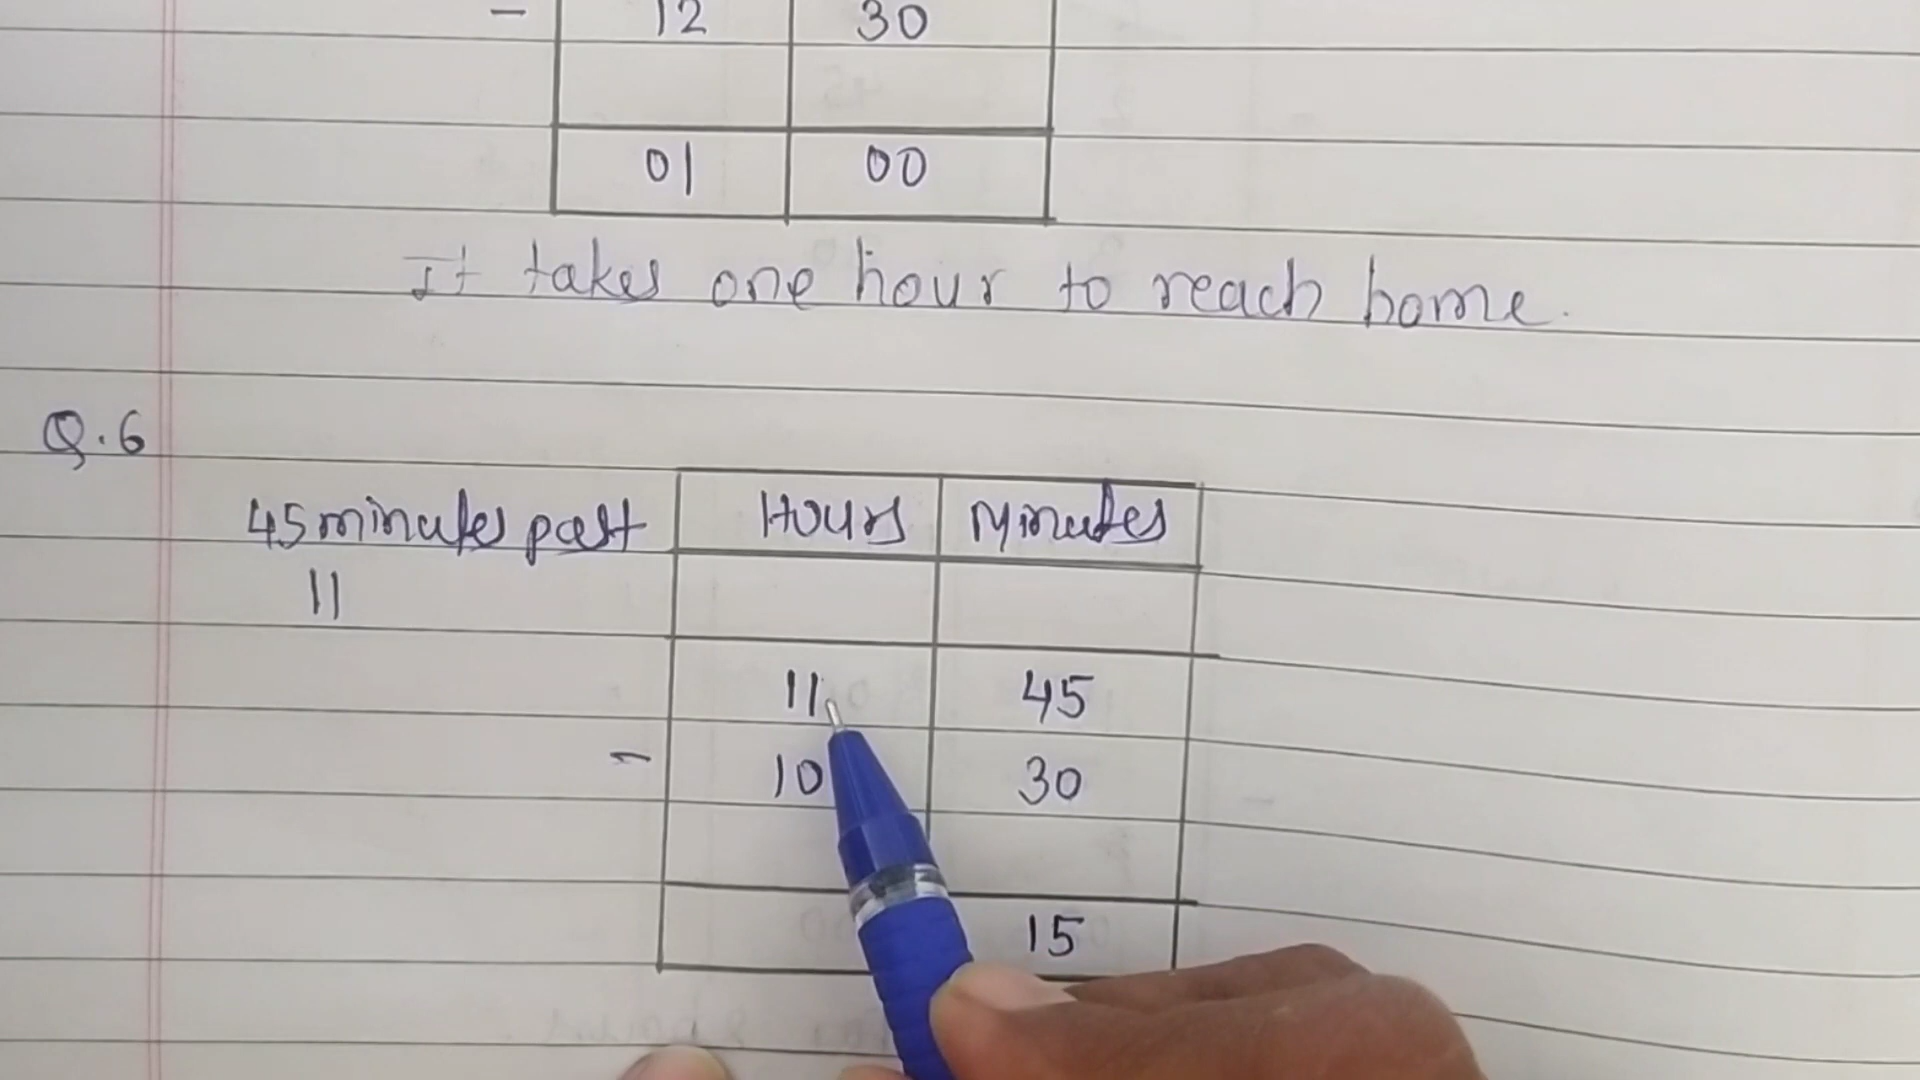 - 12 30
01 00
It takes one hour to reach home.
Q.6
45 minutes past Hours Minutes
11
11 45
- 10 30
15